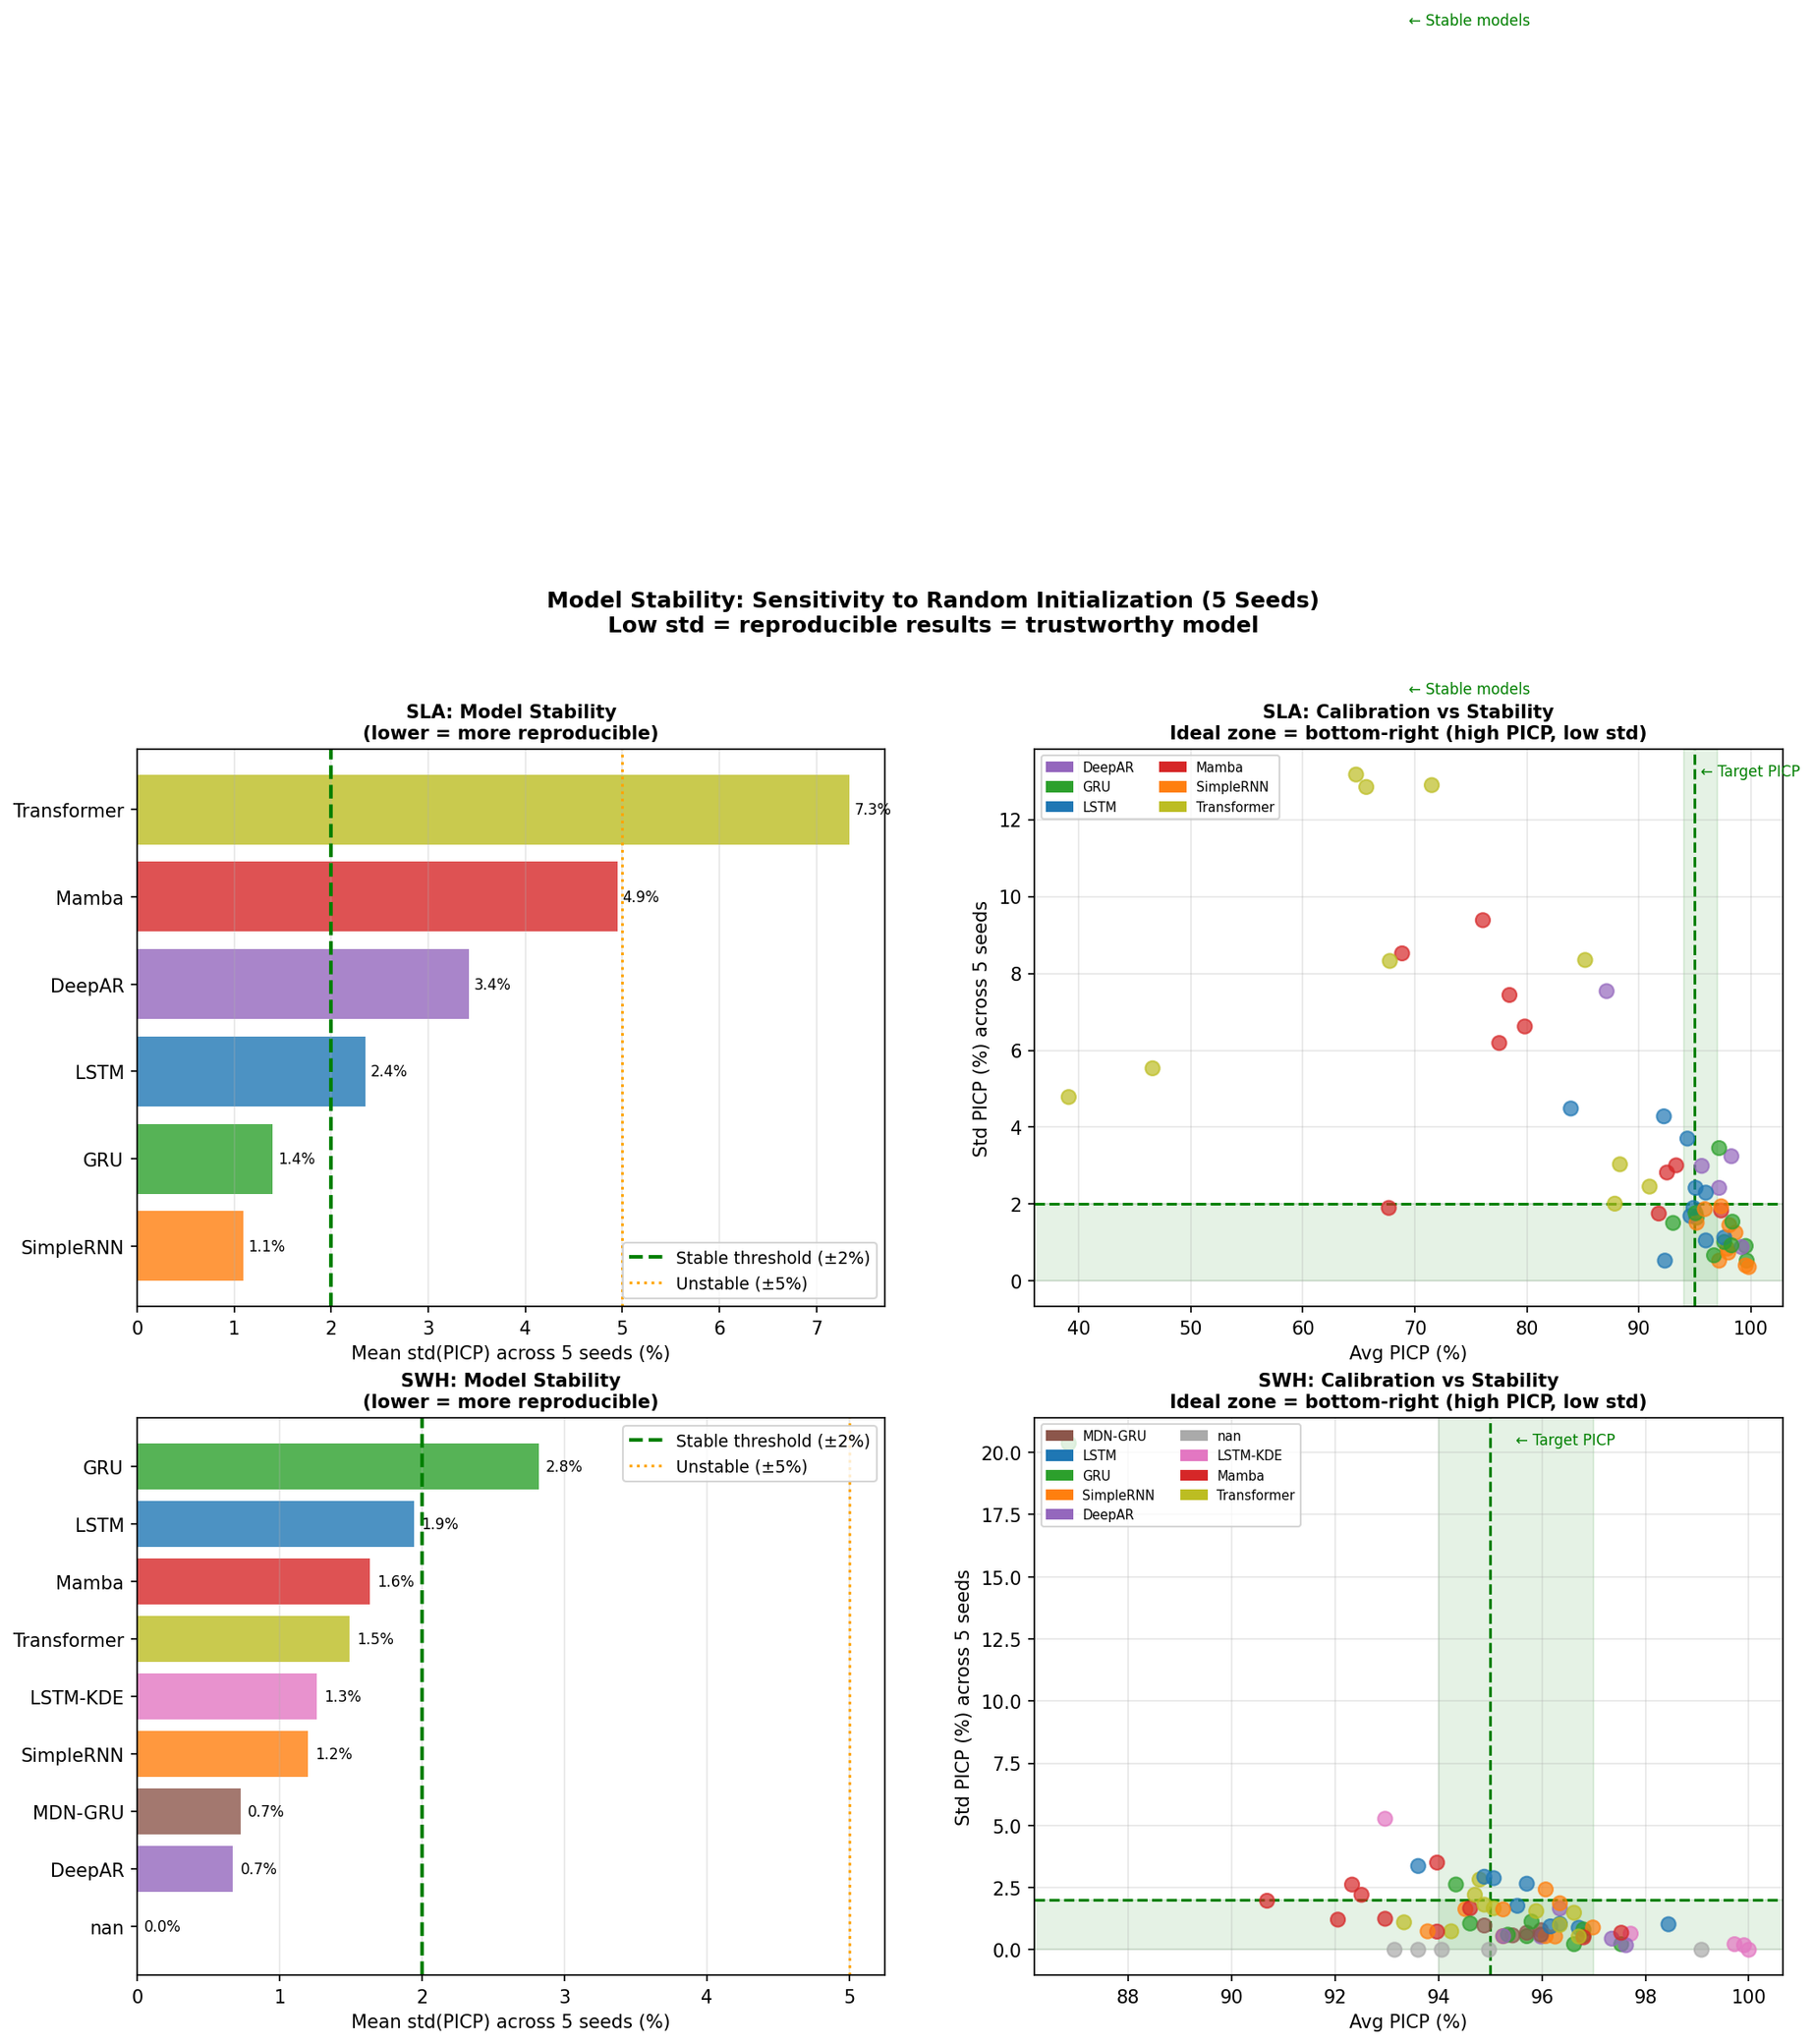 ← Stable models
Model Stability: Sensitivity to Random Initialization (5 Seeds)
Low std = reproducible results = trustworthy model
SLA: Model Stability
(lower = more reproducible)
Transformer
Mamba
DeepAR
LSTM
GRU
SimpleRNN
7.3%
4.9%
3.4%
2.4%
1.4%
1.1%
Stable threshold (±2%)
Unstable (±5%)
0 1 2 3 4 5 6 7
Mean std(PICP) across 5 seeds (%)
← Stable models
SLA: Calibration vs Stability
Ideal zone = bottom-right (high PICP, low std)
DeepAR
GRU
LSTM
Mamba
SimpleRNN
Transformer
← Target PICP
Std PICP (%) across 5 seeds
12
10
8
6
4
2
0
40 50 60 70 80 90 100
Avg PICP (%)
SWH: Model Stability
(lower = more reproducible)
GRU
LSTM
Mamba
Transformer
LSTM-KDE
SimpleRNN
MDN-GRU
DeepAR
nan
2.8%
1.9%
1.6%
1.5%
1.3%
1.2%
0.7%
0.7%
0.0%
Stable threshold (±2%)
Unstable (±5%)
0 1 2 3 4 5
Mean std(PICP) across 5 seeds (%)
SWH: Calibration vs Stability
Ideal zone = bottom-right (high PICP, low std)
MDN-GRU
LSTM
GRU
SimpleRNN
DeepAR
nan
LSTM-KDE
Mamba
Transformer
← Target PICP
Std PICP (%) across 5 seeds
20.0
17.5
15.0
12.5
10.0
7.5
5.0
2.5
0.0
88 90 92 94 96 98 100
Avg PICP (%)